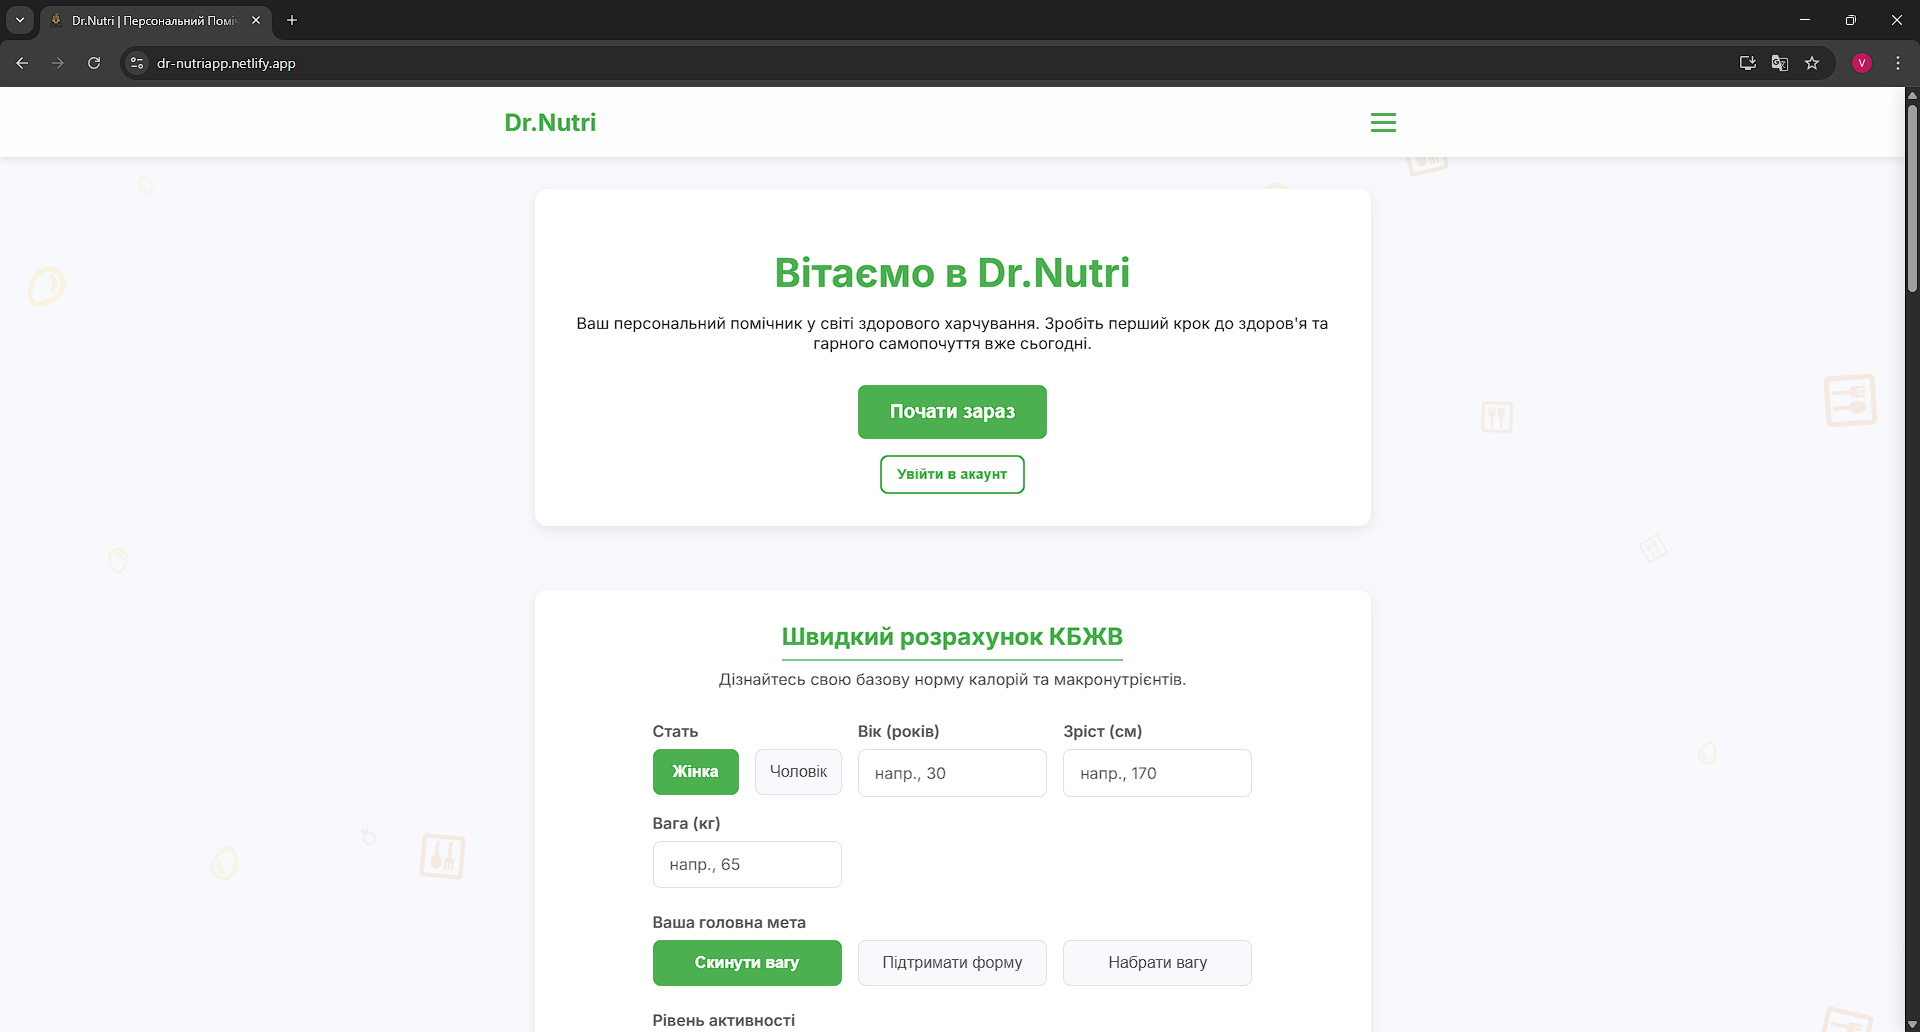 Dr.Nutri | Персональний Поміч
dr-nutriapp.netlify.app
V
Dr.Nutri
Вітаємо в Dr.Nutri
Ваш персональний помічник у світі здорового харчування. Зробіть перший крок до здоров'я та
гарного самопочуття вже сьогодні.
Почати зараз
Увійти в акаунт
Швидкий розрахунок КБЖВ
Дізнайтесь свою базову норму калорій та макронутрієнтів.
Стать
Вік (років)
Зріст (см)
Жінка
Чоловік
напр., 30
напр., 170
Вага (кг)
напр., 65
Ваша головна мета
Скинути вагу
Підтримати форму
Набрати вагу
Рівень активності